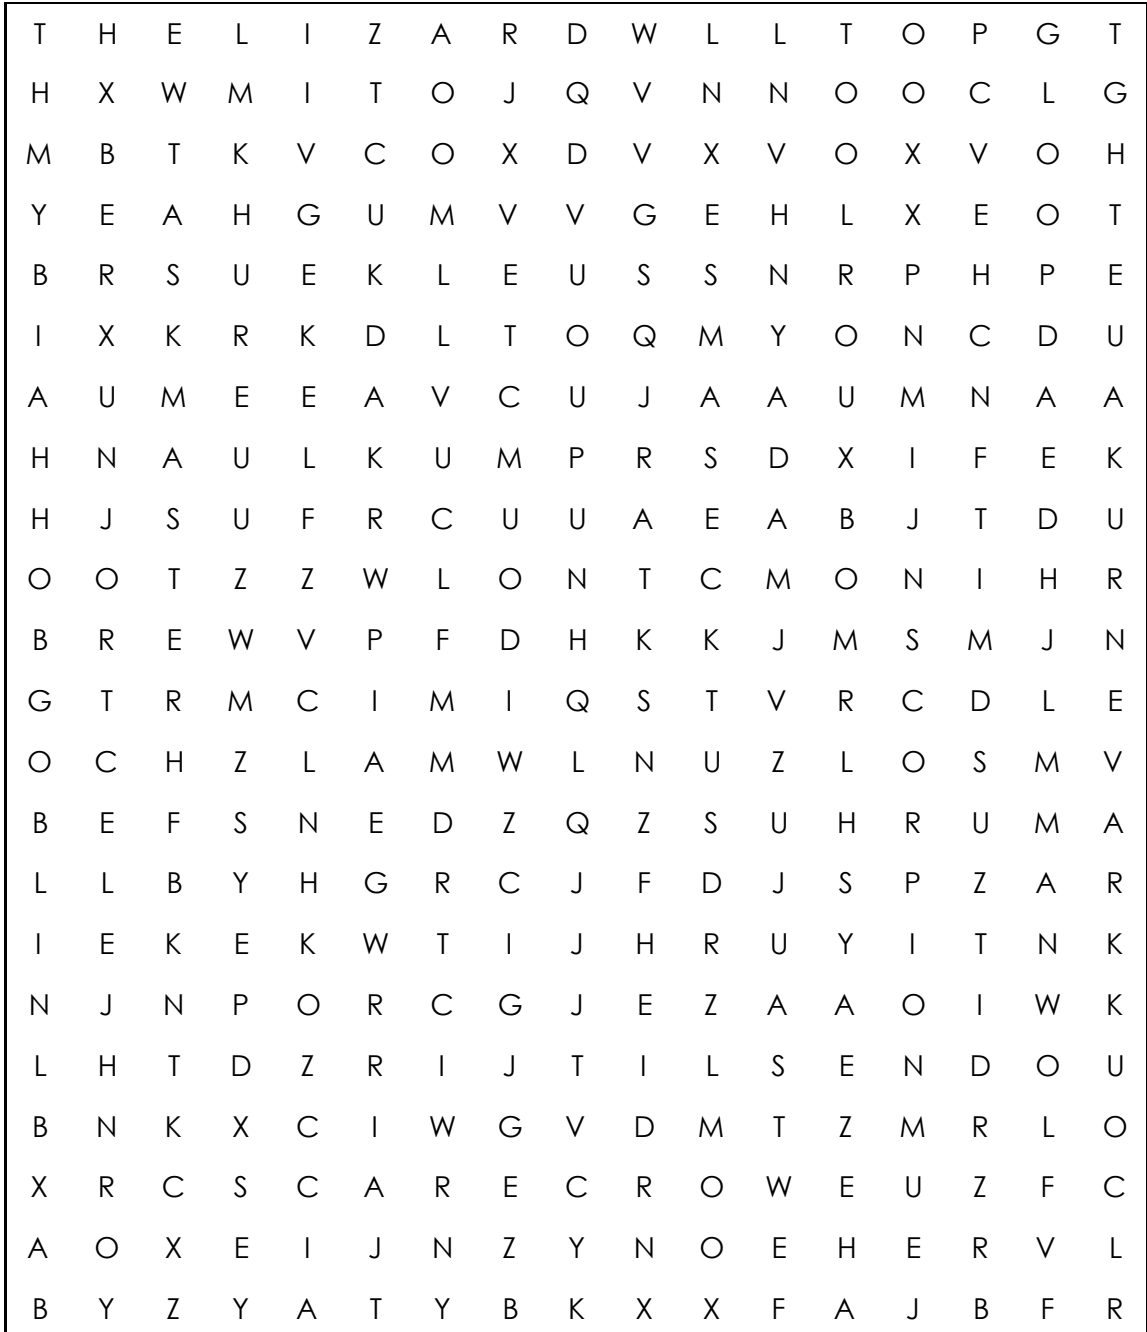 T H E L I Z A R D W L L T O P G T
H X W M I T O J Q V N N O O C L G
M B T K V C O X D V X V O X V O H
Y E A H G U M V V G E H L X E O T
B R S U E K L E U S S N R P H P E
I X K R K D L T O Q M Y O N C D U
A U M E E A V C U J A A U M N A A
H N A U L K U M P R S D X I F E K
H J S U F R C U U A E A B J T D U
O O T Z Z W L O N T C M O N I H R
B R E W V P F D H K K J M S M J N
G T R M C I M I Q S T V R C D L E
O C H Z L A M W L N U Z L O S M V
B E F S N E D Z Q Z S U H R U M A
L L B Y H G R C J F D J S P Z A R
I E K E K W T I J H R U Y I T N K
N J N P O R C G J E Z A A O I W K
L H T D Z R I J T I L S E N D O U
B N K X C I W G V D M T Z M R L O
X R C S C A R E C R O W E U Z F C
A O X E I J N Z Y N O E H E R V L
B Y Z Y A T Y B K X X F A J B F R